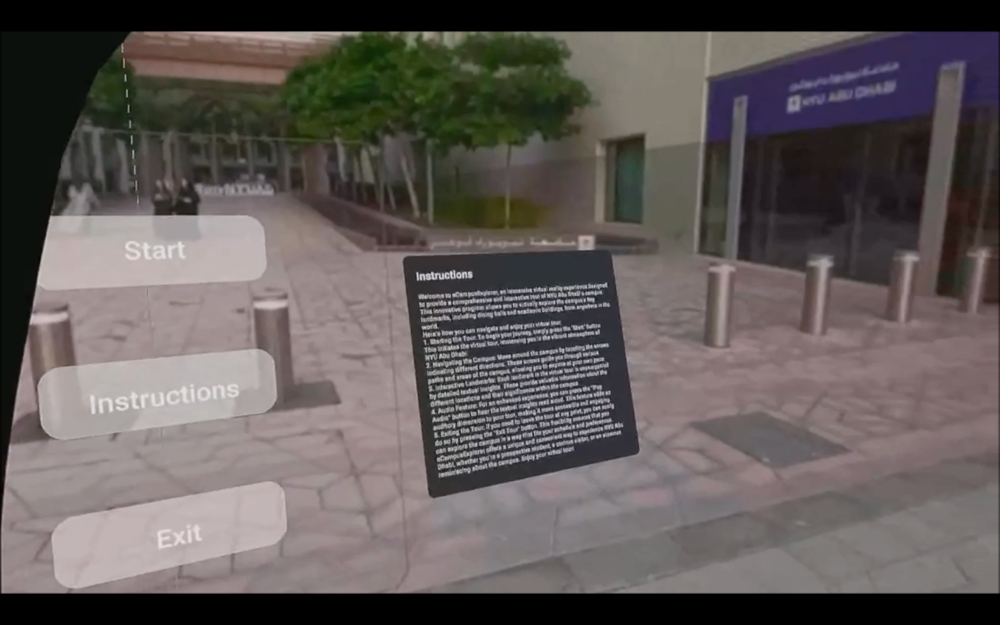 جامعة نيويورك أبوظبي
NYU ABU DHABI
جامعة نيويورك أبوظبي
Start
Instructions
Exit
Instructions
Welcome to eCampusExplorer, an immersive virtual reality experience designed
to provide a comprehensive and interactive tour of NYU Abu Dhabi's campus.
This innovative program allows you to virtually explore the campus's key
landmarks, including dining halls and academic buildings, from anywhere in the
world.
Here's how you can navigate and enjoy your virtual tour:
1. Starting the Tour: To begin your journey, simply press the "Start" button
This initiates the virtual tour, immersing you in the vibrant atmosphere of
NYU Abu Dhabi.
2. Navigating the Campus: Move around the campus by targeting the arrows
indicating different directions. These arrows guide you through various
paths and areas of the campus, allowing you to explore at your own pace
3. Interactive Landmarks: Each landmark in the virtual tour is accompanied
by detailed textual insights. These provide valuable information about the
different locations and their significance within the campus.
4. Audio Feature: For an enhanced experience, you can press the "Play
Audio" button to hear the textual insights read aloud. This feature adds an
auditory dimension to your tour, making it more accessible and engaging
5. Exiting the Tour: If you need to leave the tour at any point, you can easily
do so by pressing the "Exit Tour" button. This flexibility ensures that you
can explore the campus in a way that fits your schedule and preferences.
eCampusExplorer offers a unique and convenient way to experience NYU Abu
Dhabi, whether you're a prospective student, a curious visitor, or an alumnus
reminiscing about the campus. Enjoy your virtual tour!